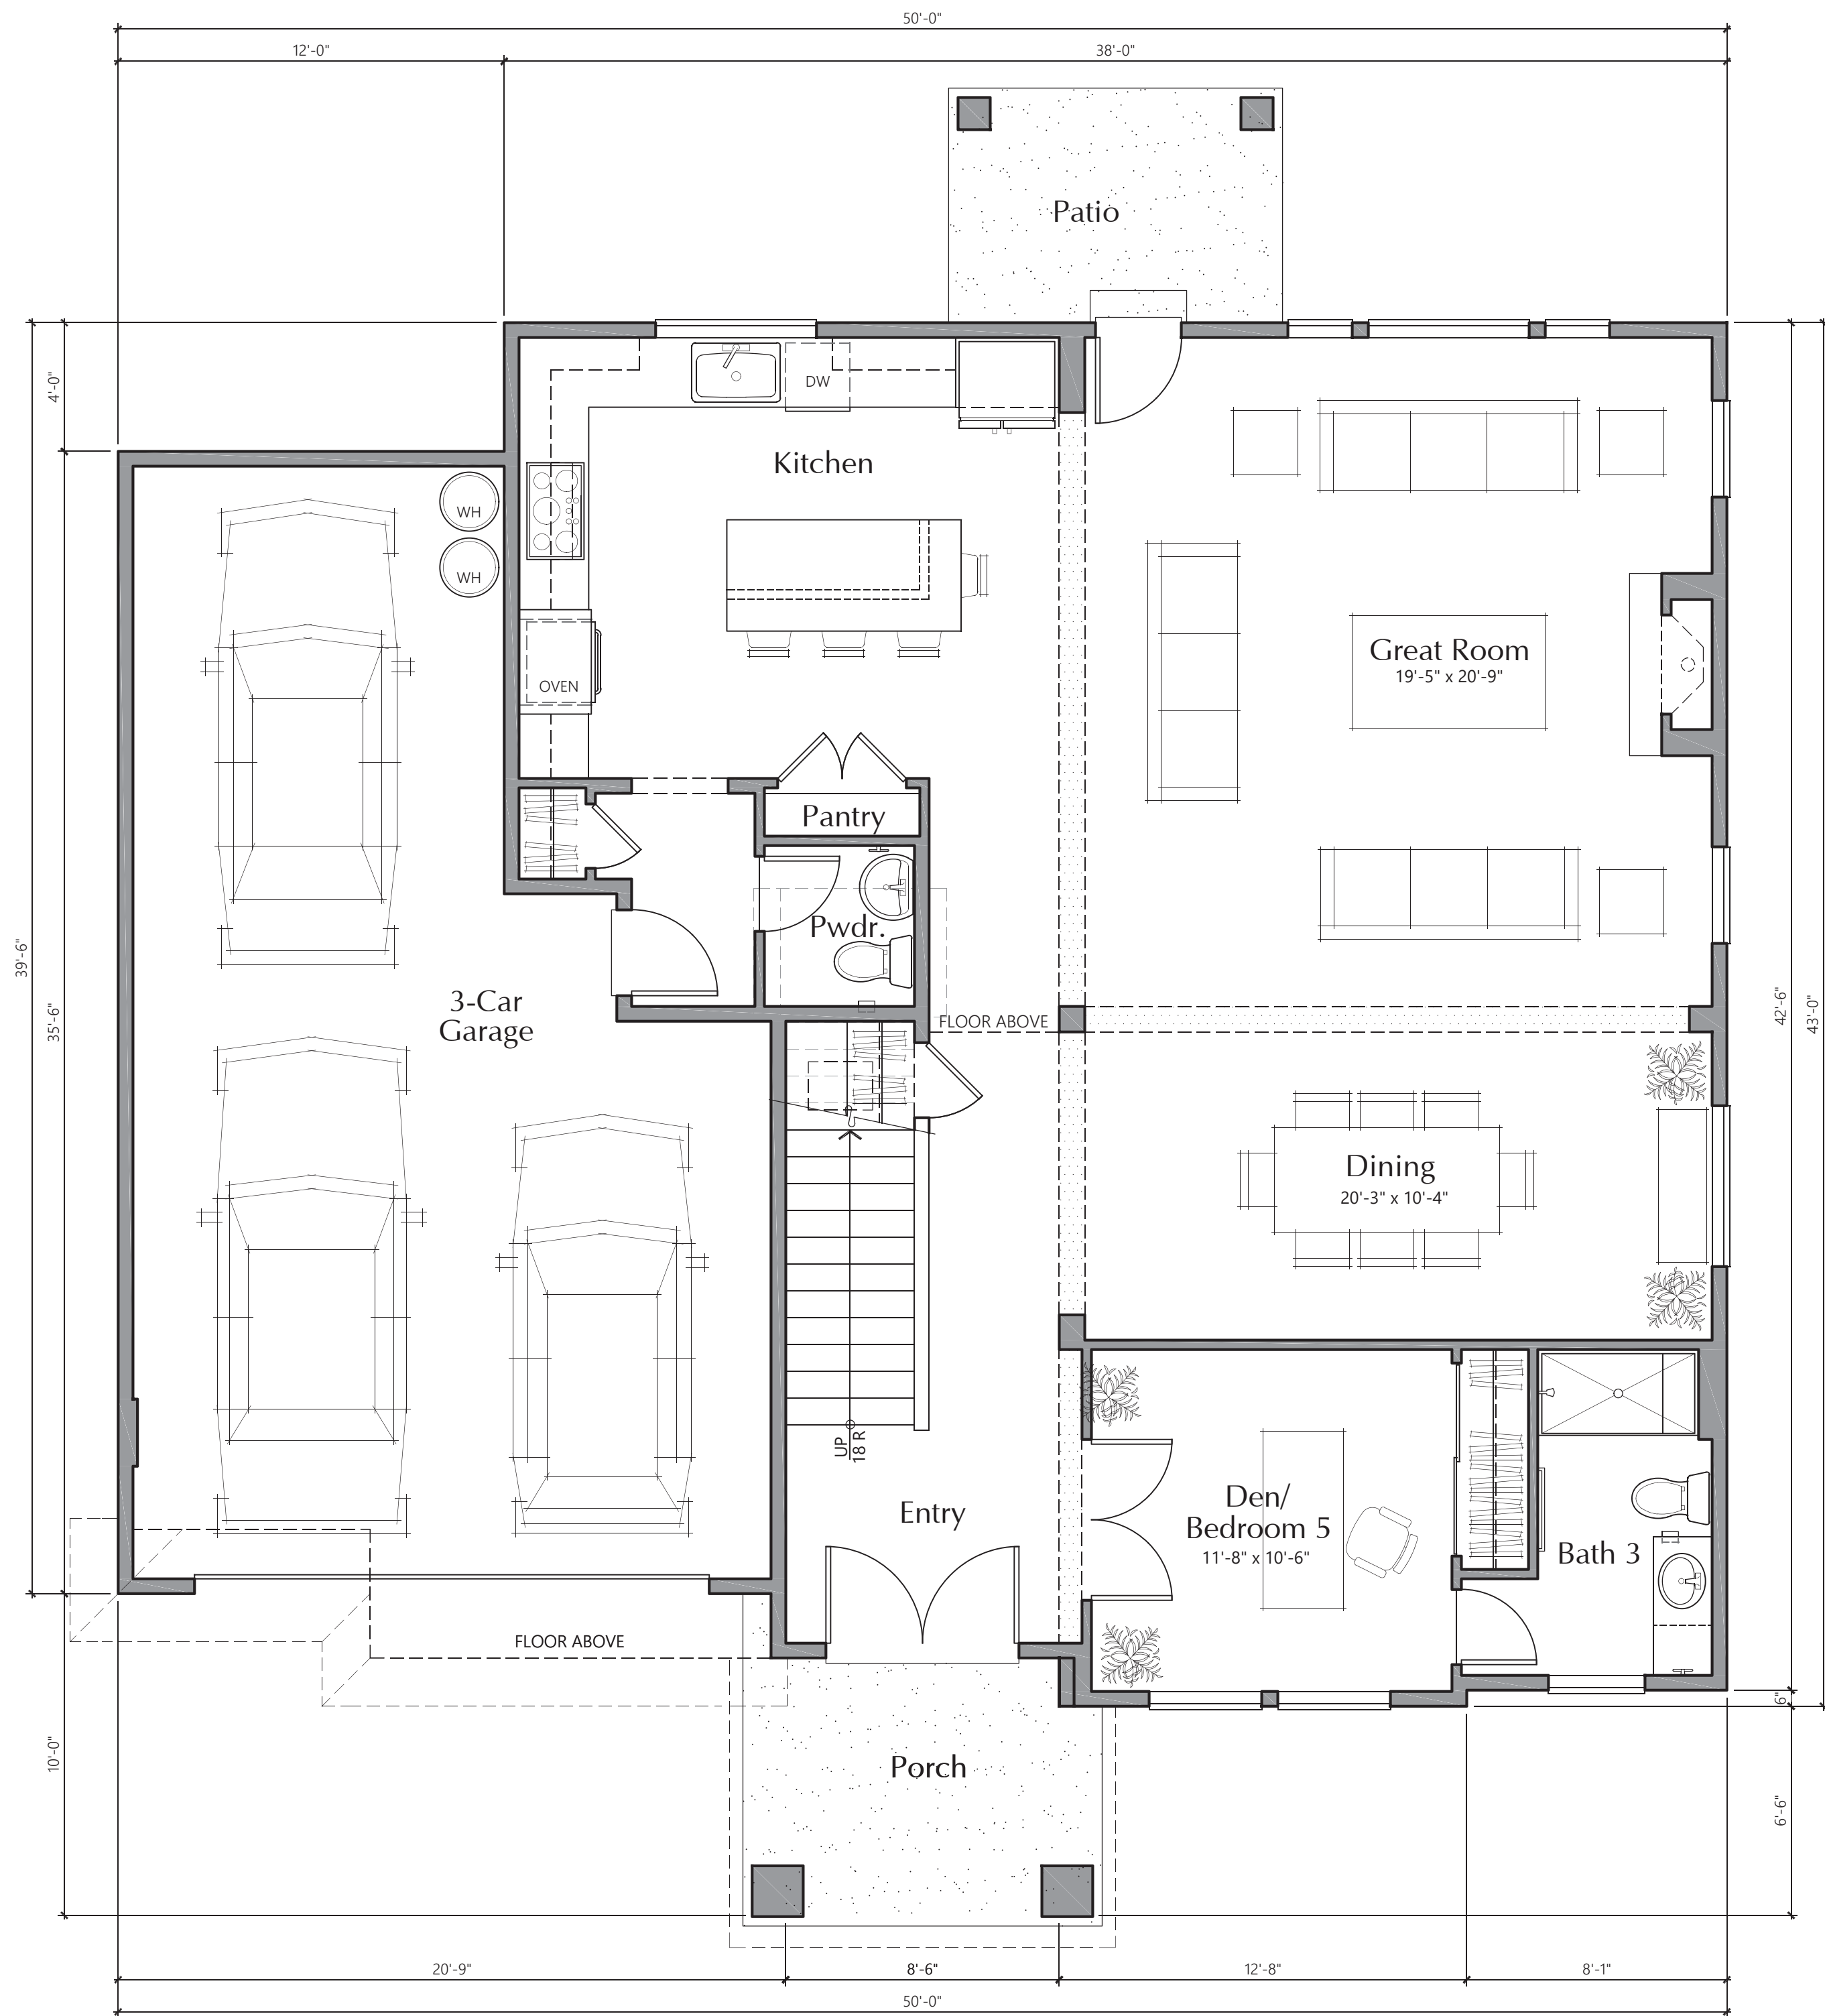 50'-0"
12'-0"
38'-0"
Patio
4'-0"
DW
Kitchen
WH
WH
Great Room
19'-5" x 20'-9"
OVEN
Pantry
Pwdr.
39'-6"
35'-6"
3-Car
Garage
FLOOR ABOVE
42'-6"
43'-0"
Dining
20'-3" x 10'-4"
UP
18 R
Entry
Den/
Bedroom 5
11'-8" x 10'-6"
Bath 3
FLOOR ABOVE
6"
10'-0"
Porch
6'-6"
20'-9"
8'-6"
12'-8"
8'-1"
50'-0"